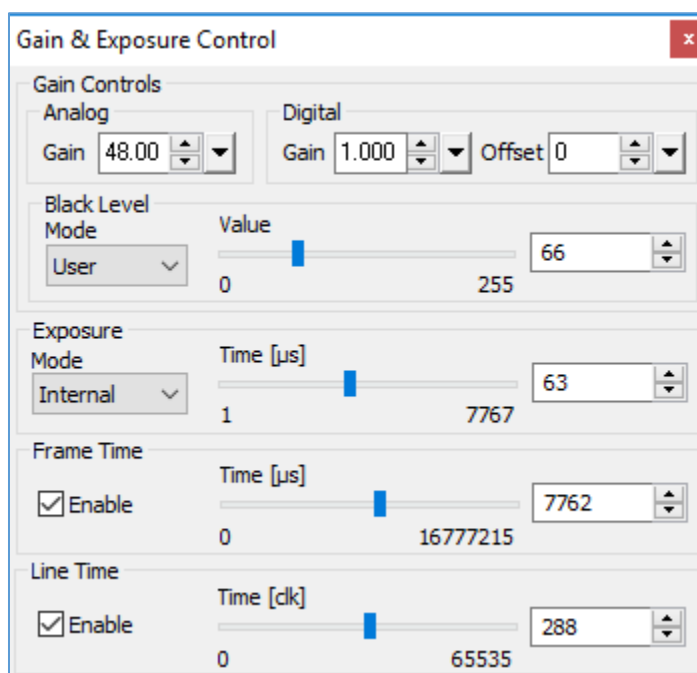 Gain & Exposure Control x
Gain Controls
Analog Digital
Gain 48.00 Gain 1.000 Offset 0
Black Level
Mode Value
User 66
0 255
Exposure
Mode Time [µs]
Internal 63
1 7767
Frame Time
Time [µs]
Enable 7762
0 16777215
Line Time
Time [clk]
Enable 288
0 65535